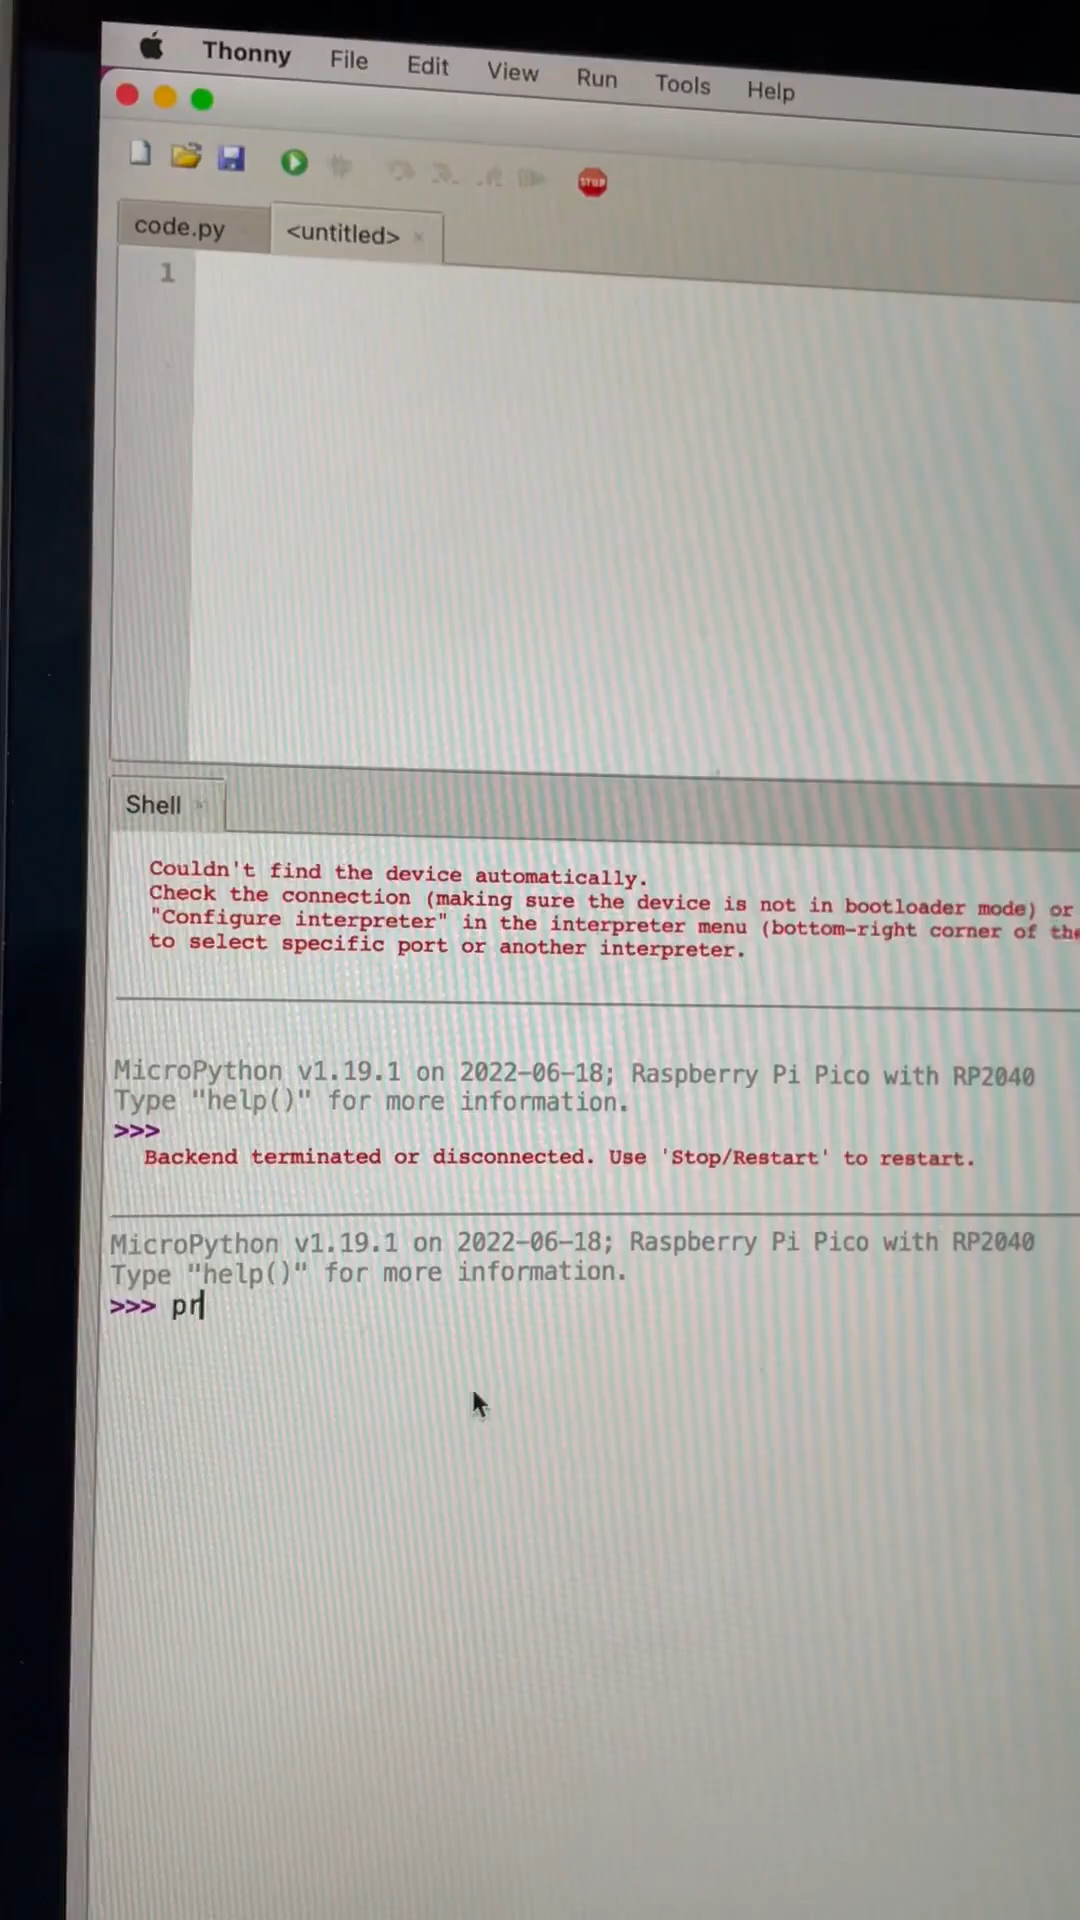 Thonny File Edit View Run Tools Help
STOP
code.py <untitled>
1
Shell
Couldn't find the device automatically.
Check the connection (making sure the device is not in bootloader mode) or
"Configure interpreter" in the interpreter menu (bottom-right corner of the
to select specific port or another interpreter.
MicroPython v1.19.1 on 2022-06-18; Raspberry Pi Pico with RP2040
Type "help()" for more information.
>>>
Backend terminated or disconnected. Use 'Stop/Restart' to restart.
MicroPython v1.19.1 on 2022-06-18; Raspberry Pi Pico with RP2040
Type "help()" for more information.
>>> pr